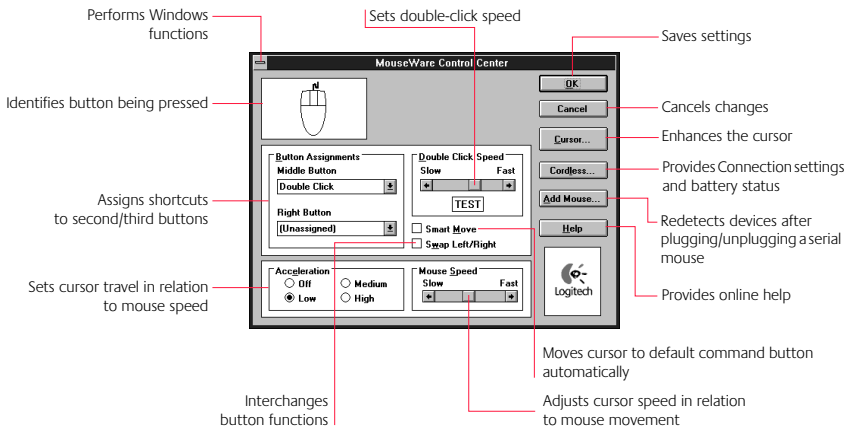 Performs Windows
functions
Sets double-click speed
Saves settings
MouseWare Control Center
Identifies button being pressed
OK
Cancel
Cancels changes
Cursor...
Enhances the cursor
Button Assignments
Middle Button
Double Click
Right Button
(Unassigned)
Double Click Speed
Slow Fast
TEST
Smart Move
Swap Left/Right
Cordless...
Provides Connection settings
and battery status
Add Mouse...
Redetects devices after
plugging/unplugging a serial
mouse
Help
Provides online help
Assigns shortcuts
to second/third buttons
Acceleration
Off Medium
Low High
Mouse Speed
Slow Fast
Logitech
Sets cursor travel in relation
to mouse speed
Moves cursor to default command button
automatically
Interchanges
button functions
Adjusts cursor speed in relation
to mouse movement